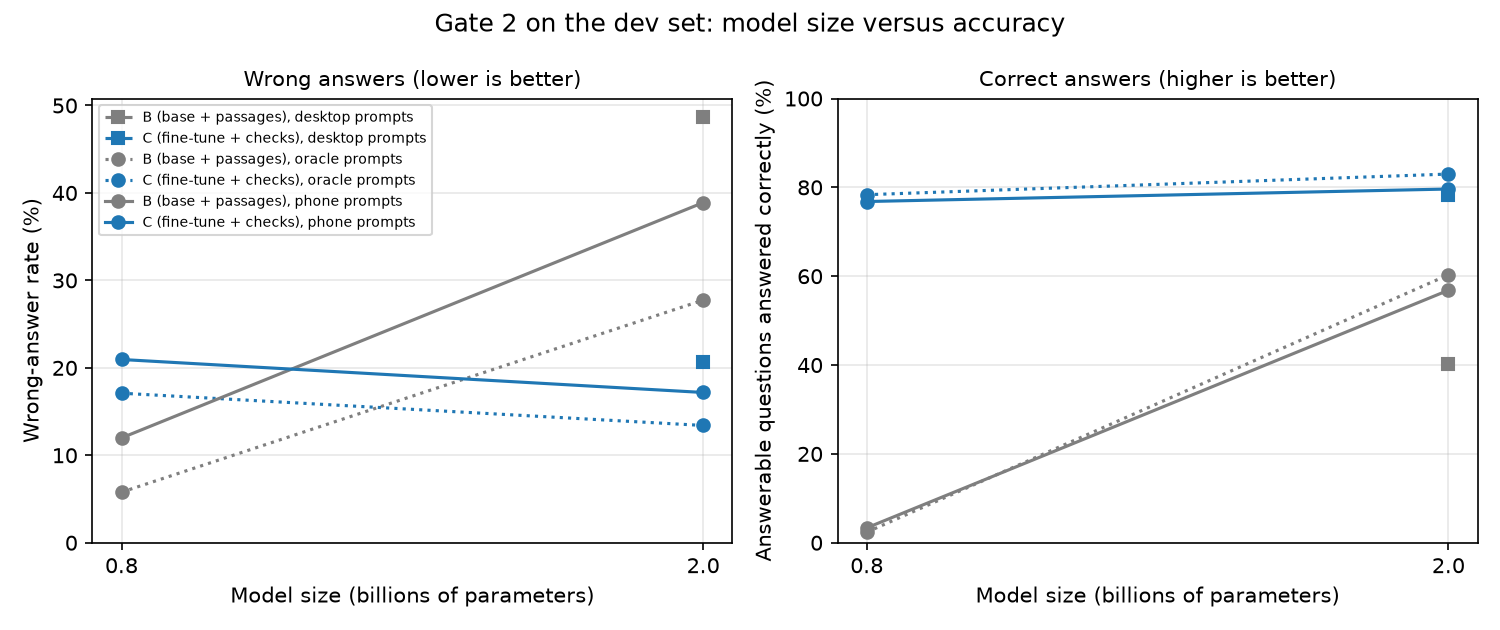 Gate 2 on the dev set: model size versus accuracy
Wrong answers (lower is better)
Wrong-answer rate (%)
50
40
30
20
10
0
B (base + passages), desktop prompts
C (fine-tune + checks), desktop prompts
B (base + passages), oracle prompts
C (fine-tune + checks), oracle prompts
B (base + passages), phone prompts
C (fine-tune + checks), phone prompts
0.8
2.0
Model size (billions of parameters)
Correct answers (higher is better)
Answerable questions answered correctly (%)
100
80
60
40
20
0
0.8
2.0
Model size (billions of parameters)